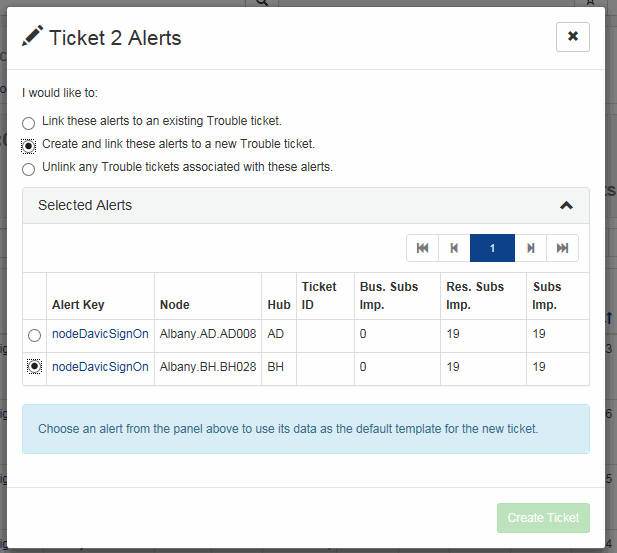 Ticket 2 Alerts
I would like to:
Link these alerts to an existing Trouble ticket.
Create and link these alerts to a new Trouble ticket.
Unlink any Trouble tickets associated with these alerts.
Selected Alerts
1
Alert Key Node Hub Ticket ID Bus. Subs Imp. Res. Subs Imp. Subs Imp.
nodeDavicSignOn Albany.AD.AD008 AD 0 19 19
nodeDavicSignOn Albany.BH.BH028 BH 0 19 19
Choose an alert from the panel above to use its data as the default template for the new ticket.
Create Ticket